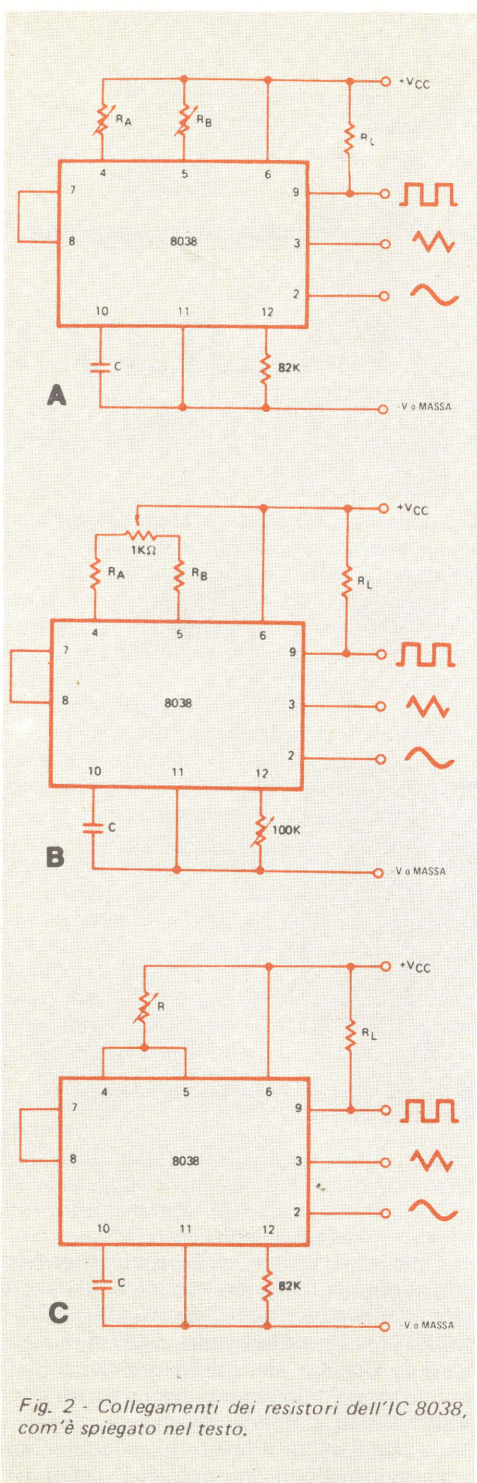 +VCC
RA
RB
RL
4
5
6
7
9
8
8038
3
2
10
11
12
C
82K
A
-V o MASSA
+VCC
1KΩ
RA
RB
RL
4
5
6
7
9
8
8038
3
2
10
11
12
C
100K
B
-V o MASSA
+VCC
R
RL
4
5
6
7
9
8
8038
3
2
10
11
12
C
82K
C
-V o MASSA
Fig. 2 - Collegamenti dei resistori dell'IC 8038,
com'è spiegato nel testo.